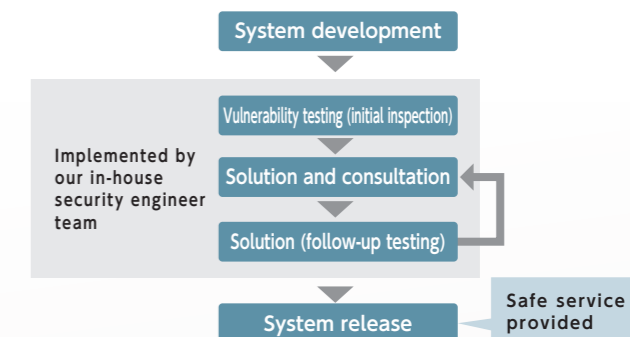 System development
Vulnerability testing (initial inspection)
Implemented by
our in-house
security engineer
team
Solution and consultation
Solution (follow-up testing)
System release
Safe service
provided